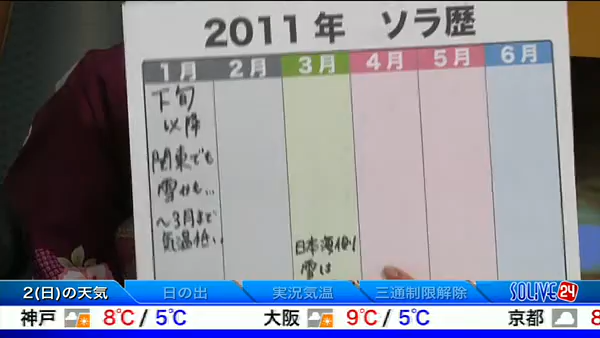 2011年 ソラ歴
1月 2月 3月 4月 5月 6月
下旬
以降
関東でも
雪かも...
～3月まで
気温低い
日本海側
雪は
2(日)の天気 日の出 実況気温 三通制限解除 SOLiVE24
神戸 8℃/5℃ 大阪 9℃/5℃ 京都 8